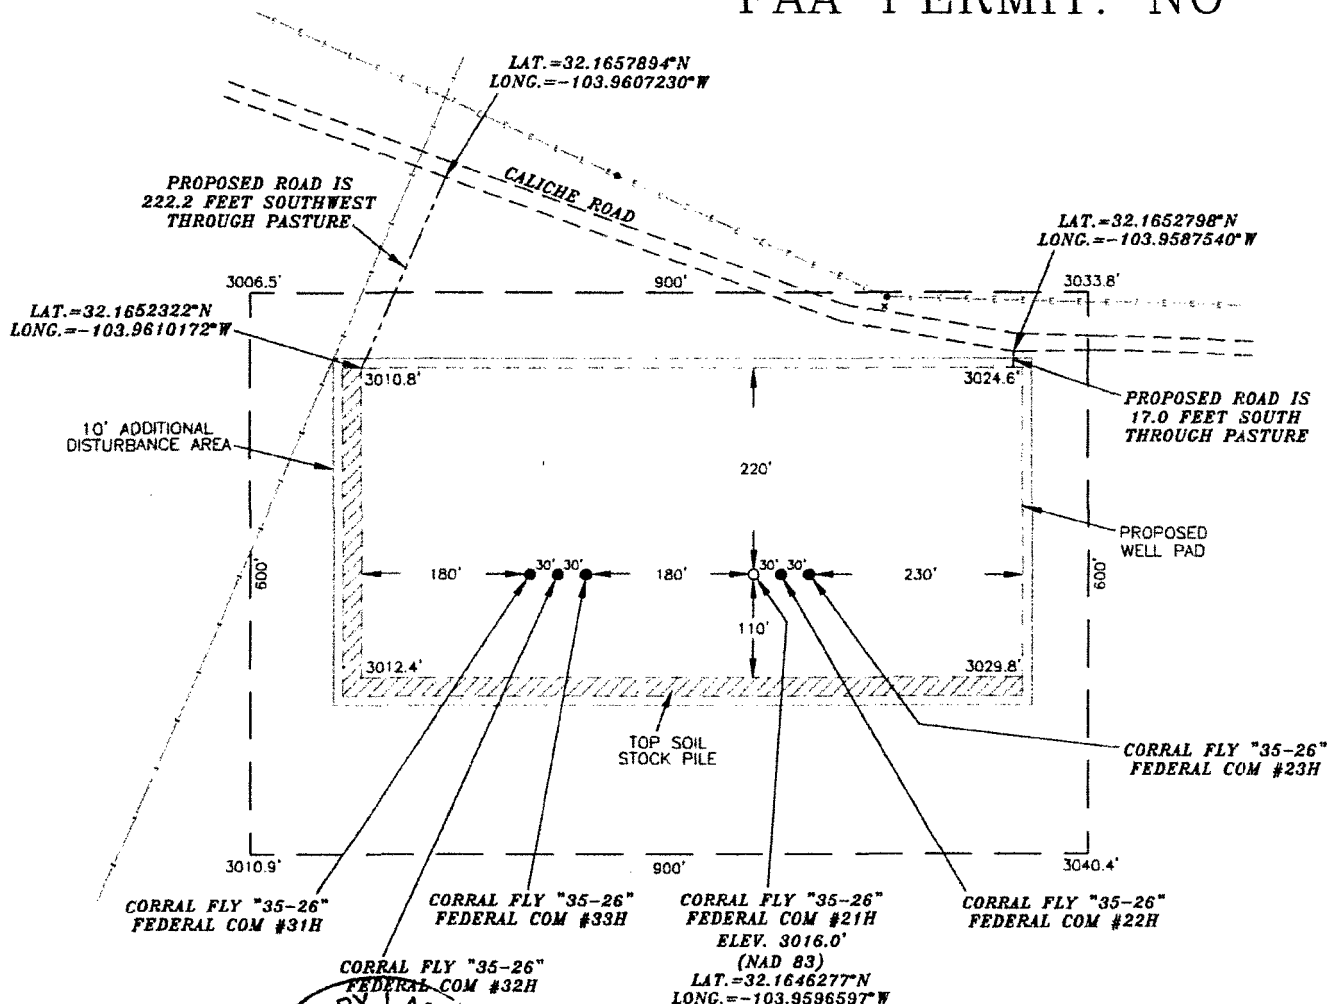 FAA PERMIT: NO
LAT.=32.1657894°N
LONG.=-103.9607230°W
PROPOSED ROAD IS
222.2 FEET SOUTHWEST
THROUGH PASTURE
CALICHE ROAD
LAT.=32.1652798°N
LONG.=-103.9587540°W
3006.5'
900'
3033.8'
LAT.=32.1652322°N
LONG.=-103.9610172°W
3010.8'
3024.6'
PROPOSED ROAD IS
17.0 FEET SOUTH
THROUGH PASTURE
10' ADDITIONAL
DISTURBANCE AREA
220'
PROPOSED
WELL PAD
600'
180'
30'
30'
180'
30'
30'
230'
600'
110'
3012.4'
3029.8'
TOP SOIL
STOCK PILE
CORRAL FLY "35-26"
FEDERAL COM #23H
3010.9'
900'
3040.4'
CORRAL FLY "35-26"
FEDERAL COM #31H
CORRAL FLY "35-26"
FEDERAL COM #33H
CORRAL FLY "35-26"
FEDERAL COM #21H
ELEV. 3016.0'
(NAD 83)
LAT.=32.1646277°N
LONG.=-103.9596597°W
CORRAL FLY "35-26"
FEDERAL COM #22H
CORRAL FLY "35-26"
FEDERAL COM #32H